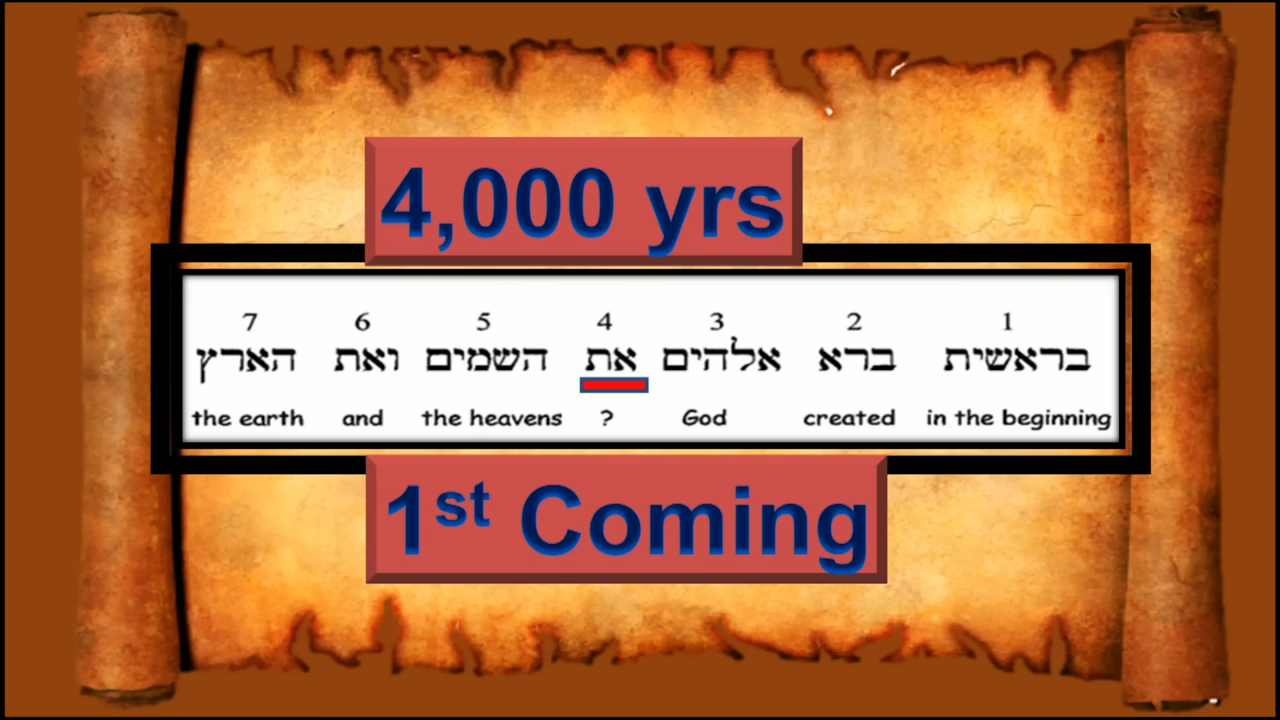 4,000 yrs
7 6 5 4 3 2 1
בראשית ברא אלהים את השמים ואת הארץ
the earth and the heavens ? God created in the beginning
1st Coming